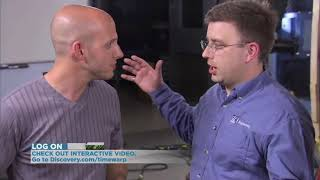 LOG ON
CHECK OUT INTERACTIVE VIDEO.
Go to Discovery.com/timewarp